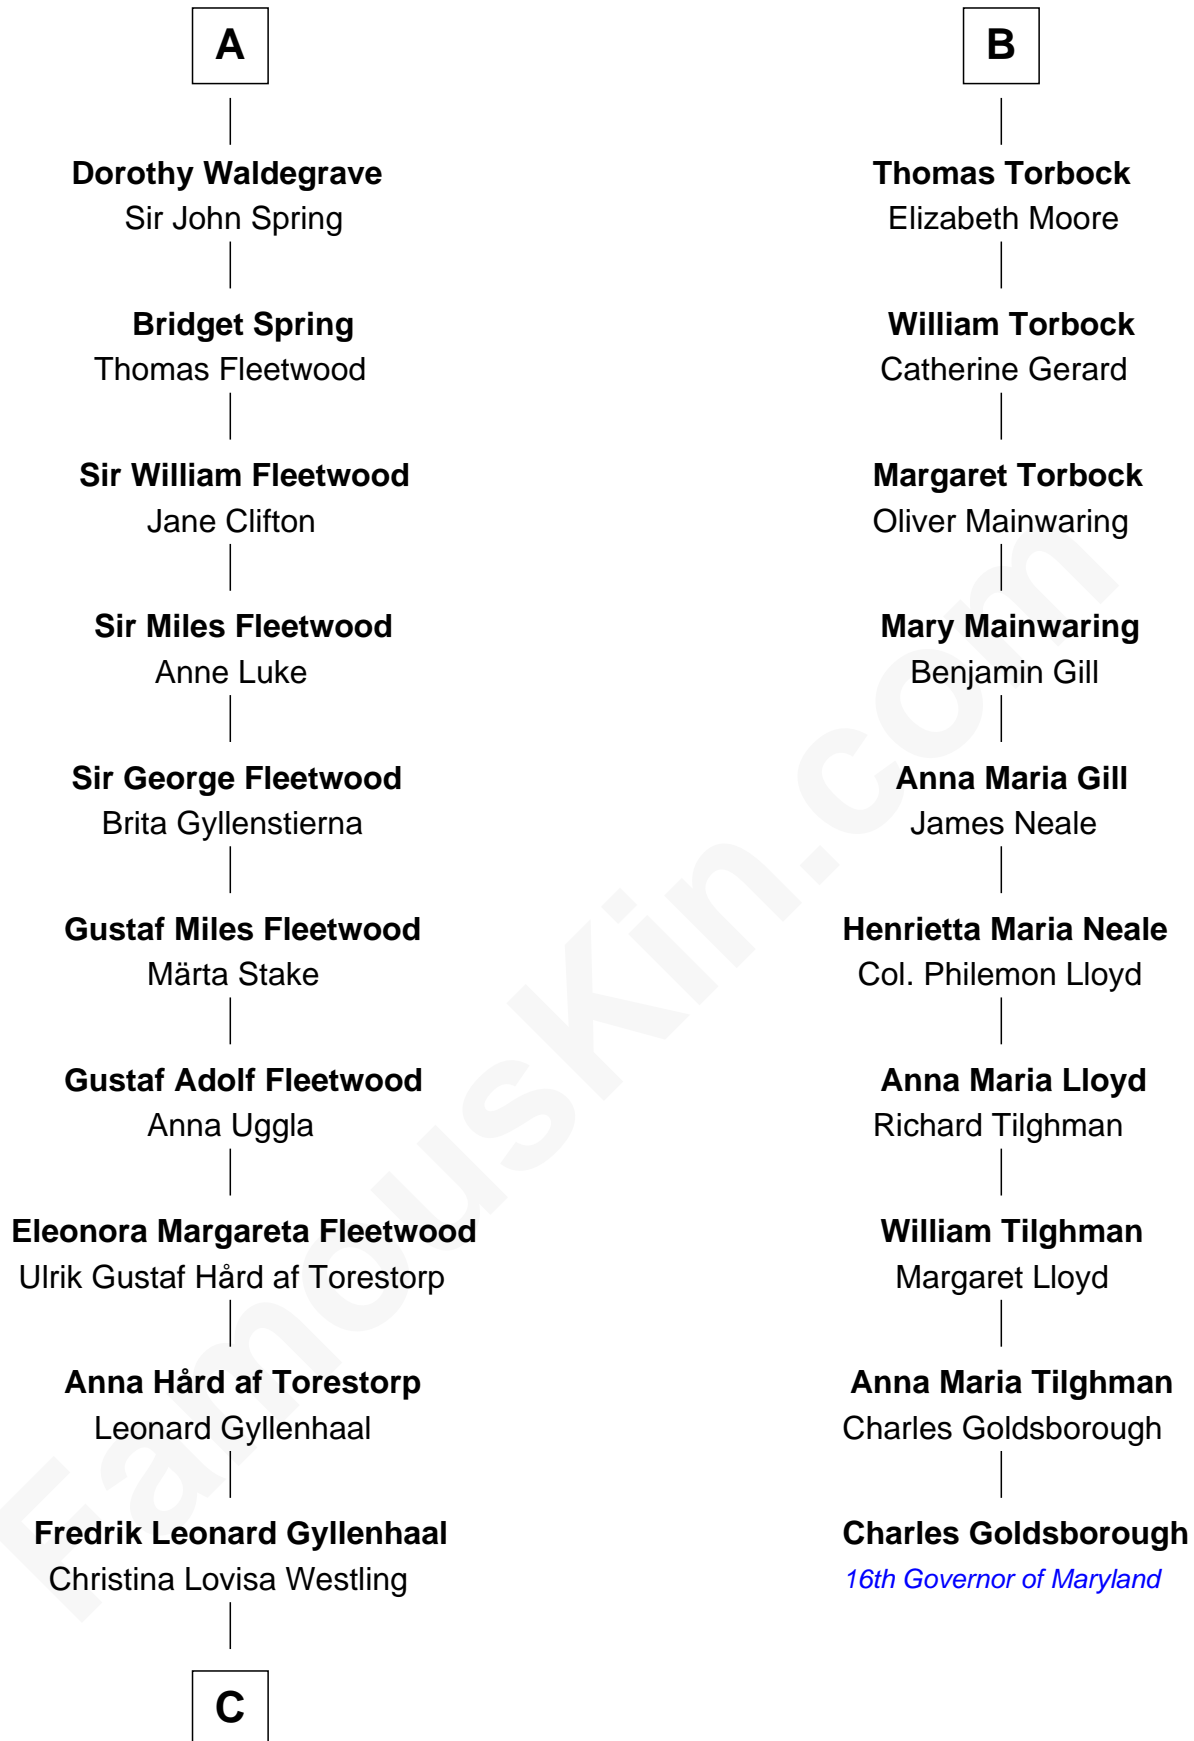 A
Dorothy Waldegrave
Sir John Spring
Bridget Spring
Thomas Fleetwood
Sir William Fleetwood
Jane Clifton
Sir Miles Fleetwood
Anne Luke
Sir George Fleetwood
Brita Gyllenstierna
Gustaf Miles Fleetwood
Märta Stake
Gustaf Adolf Fleetwood
Anna Uggla
Eleonora Margareta Fleetwood
Ulrik Gustaf Hård af Torestorp
Anna Hård af Torestorp
Leonard Gyllenhaal
Fredrik Leonard Gyllenhaal
Christina Lovisa Westling
C
B
Thomas Torbock
Elizabeth Moore
William Torbock
Catherine Gerard
Margaret Torbock
Oliver Mainwaring
Mary Mainwaring
Benjamin Gill
Anna Maria Gill
James Neale
Henrietta Maria Neale
Col. Philemon Lloyd
Anna Maria Lloyd
Richard Tilghman
William Tilghman
Margaret Lloyd
Anna Maria Tilghman
Charles Goldsborough
Charles Goldsborough
16th Governor of Maryland
FamousKin.com